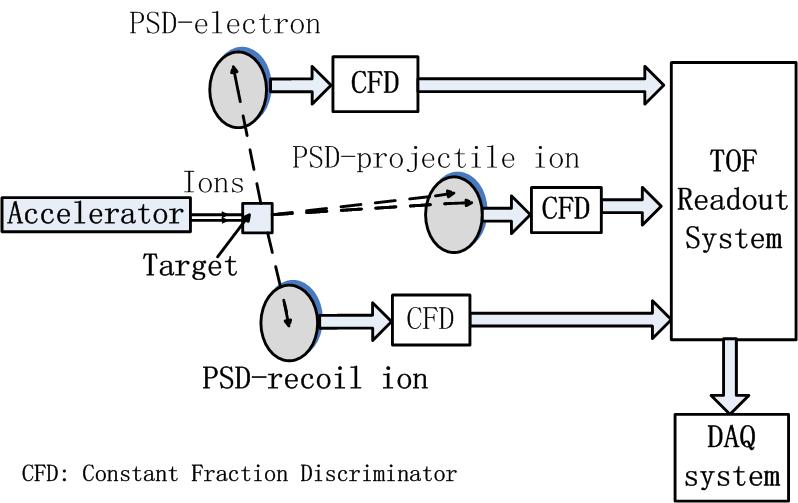 PSD-electron
CFD
PSD-projectile ion
Ions
TOF
Readout
System
Accelerator
CFD
Target
CFD
PSD-recoil ion
DAQ
system
CFD: Constant Fraction Discriminator